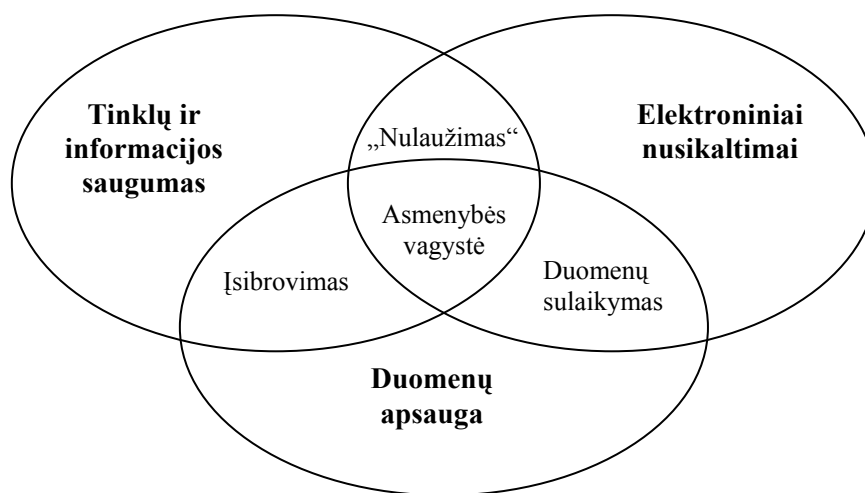 Tinklų ir
informacijos
saugumas
Elektroniniai
nusikaltimai
„Nulaužimas“
Asmenybės
vagystė
Įsibrovimas
Duomenų
sulaikymas
Duomenų
apsauga